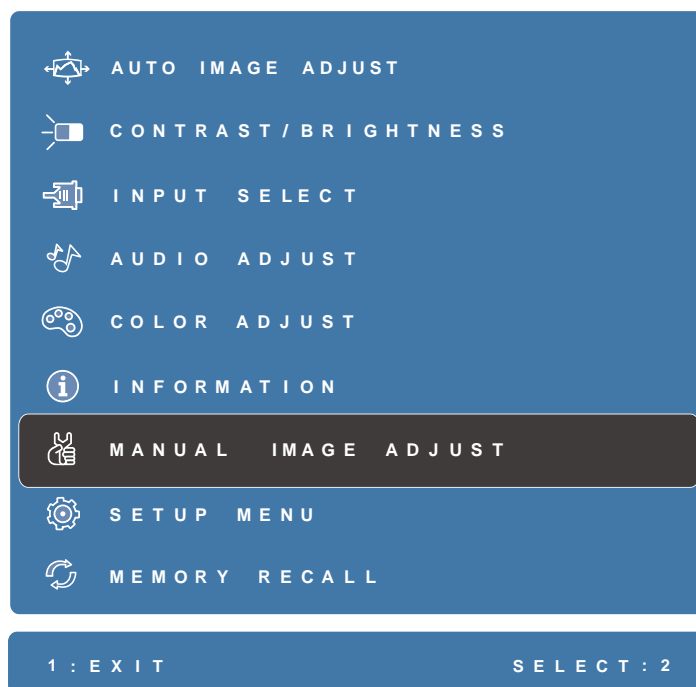 AUTO IMAGE ADJUST
CONTRAST/BRIGHTNESS
INPUT SELECT
AUDIO ADJUST
COLOR ADJUST
INFORMATION
MANUAL IMAGE ADJUST
SETUP MENU
MEMORY RECALL
1:EXIT SELECT:2